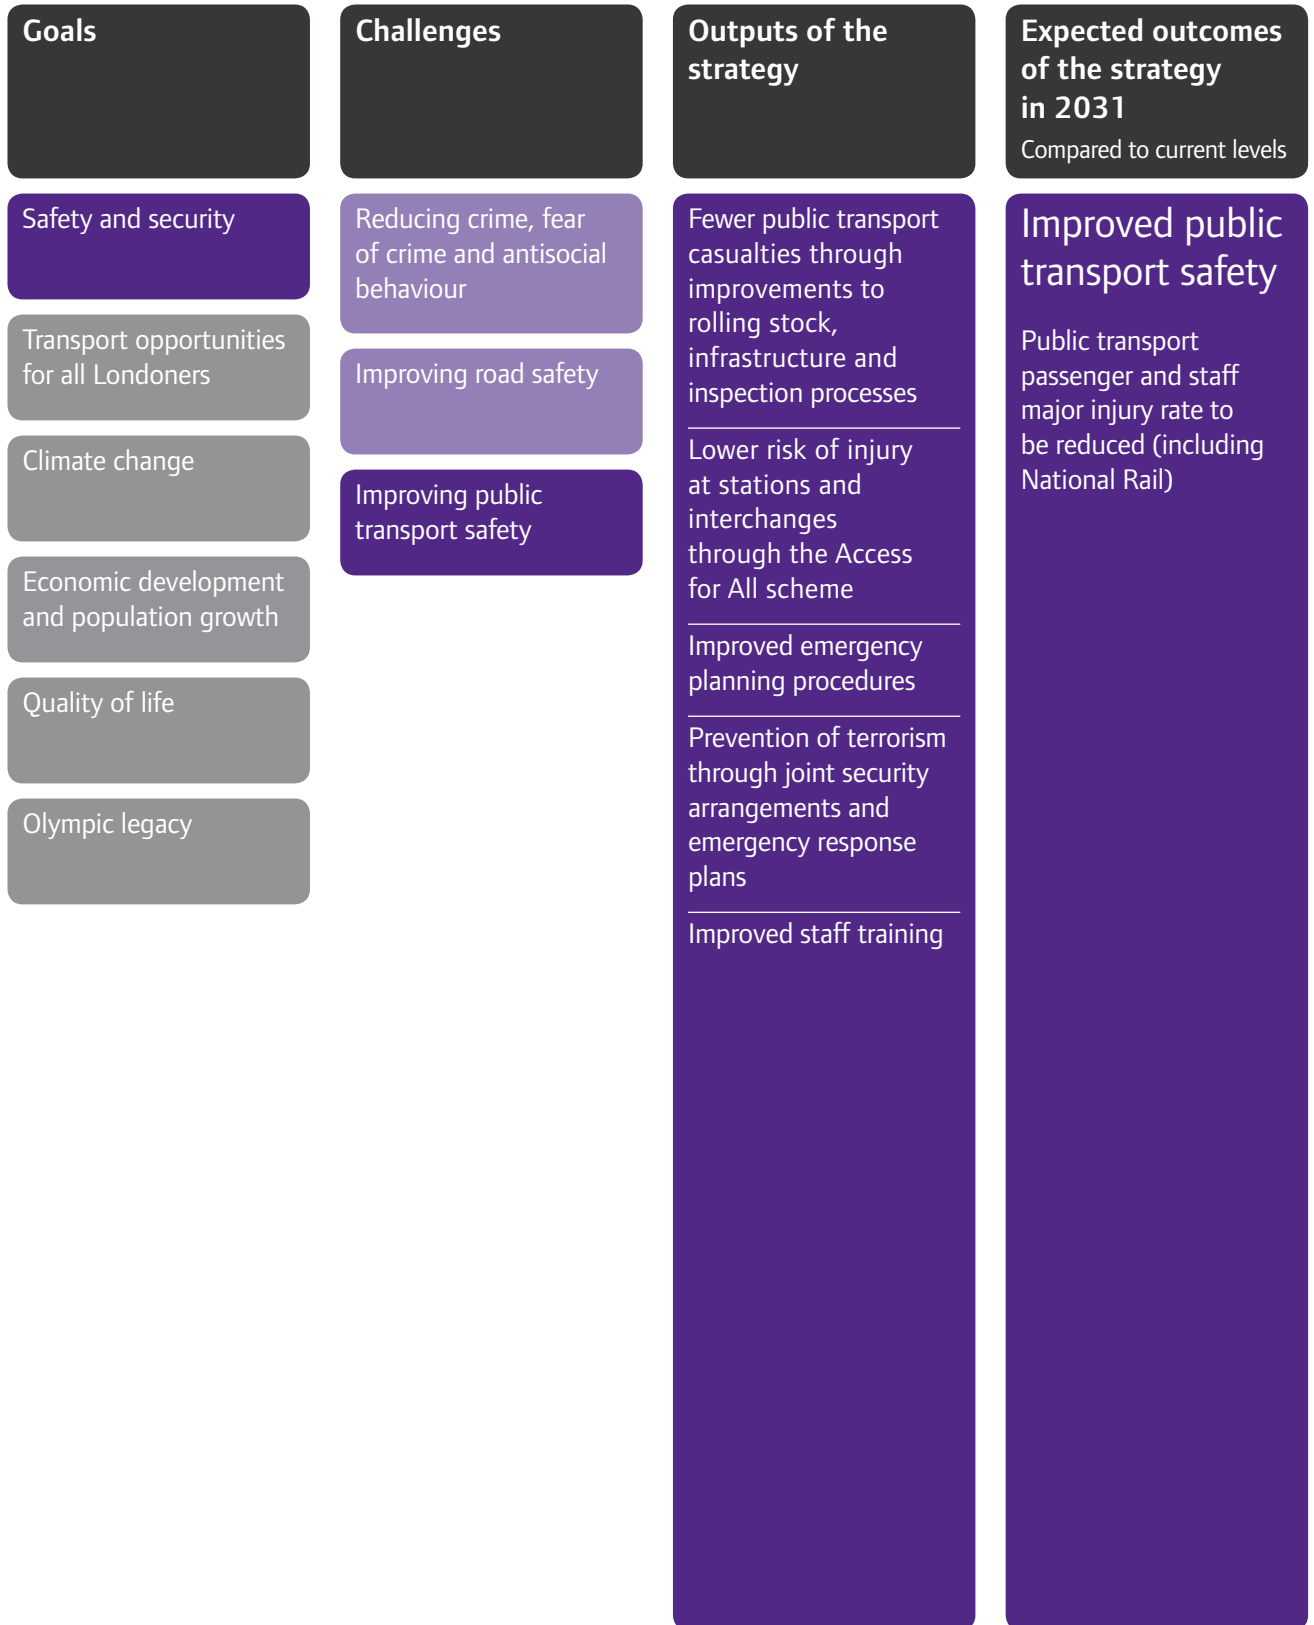 Goals
Safety and security
Transport opportunities
for all Londoners
Climate change
Economic development
and population growth
Quality of life
Olympic legacy
Challenges
Reducing crime, fear
of crime and antisocial
behaviour
Improving road safety
Improving public
transport safety
Outputs of the
strategy
Fewer public transport
casualties through
improvements to
rolling stock,
infrastructure and
inspection processes
Lower risk of injury
at stations and
interchanges
through the Access
for All scheme
Improved emergency
planning procedures
Prevention of terrorism
through joint security
arrangements and
emergency response
plans
Improved staff training
Expected outcomes
of the strategy
in 2031
Compared to current levels
Improved public
transport safety
Public transport
passenger and staff
major injury rate to
be reduced (including
National Rail)